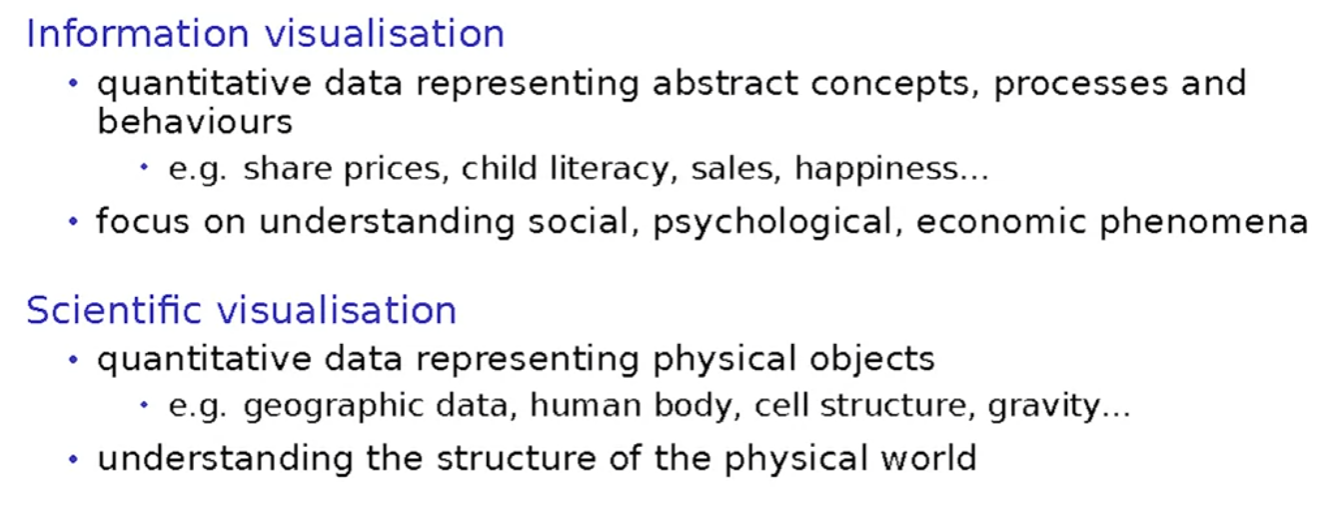 Information visualisation
• quantitative data representing abstract concepts, processes and
behaviours
• e.g. share prices, child literacy, sales, happiness...
• focus on understanding social, psychological, economic phenomena
Scientific visualisation
• quantitative data representing physical objects
• e.g. geographic data, human body, cell structure, gravity...
• understanding the structure of the physical world